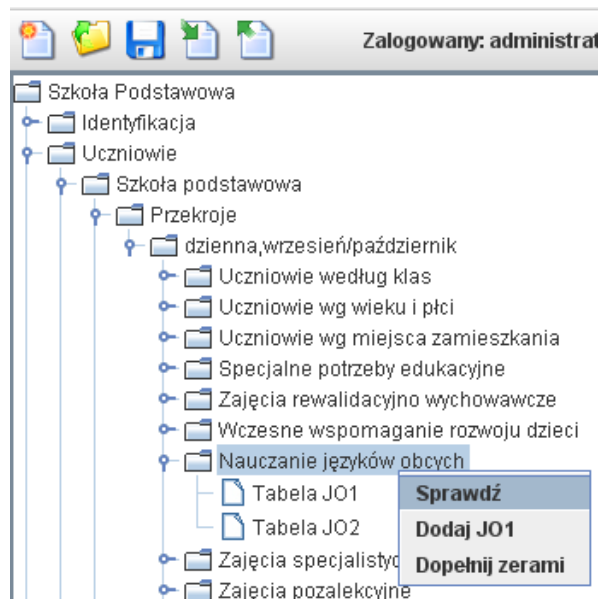 Zalogowany: administrat
Szkoła Podstawowa
Identyfikacja
Uczniowie
Szkoła podstawowa
Przekroje
dzienna,wrzesień/październik
Uczniowie według klas
Uczniowie wg wieku i płci
Uczniowie wg miejsca zamieszkania
Specjalne potrzeby edukacyjne
Zajęcia rewalidacyjno wychowawcze
Wczesne wspomaganie rozwoju dzieci
Nauczanie języków obcych
Tabela JO1
Sprawdź
Tabela JO2
Dodaj JO1
Zajęcia specjalistyc
Dopełnij zerami
Zajęcia pozalekcyjne